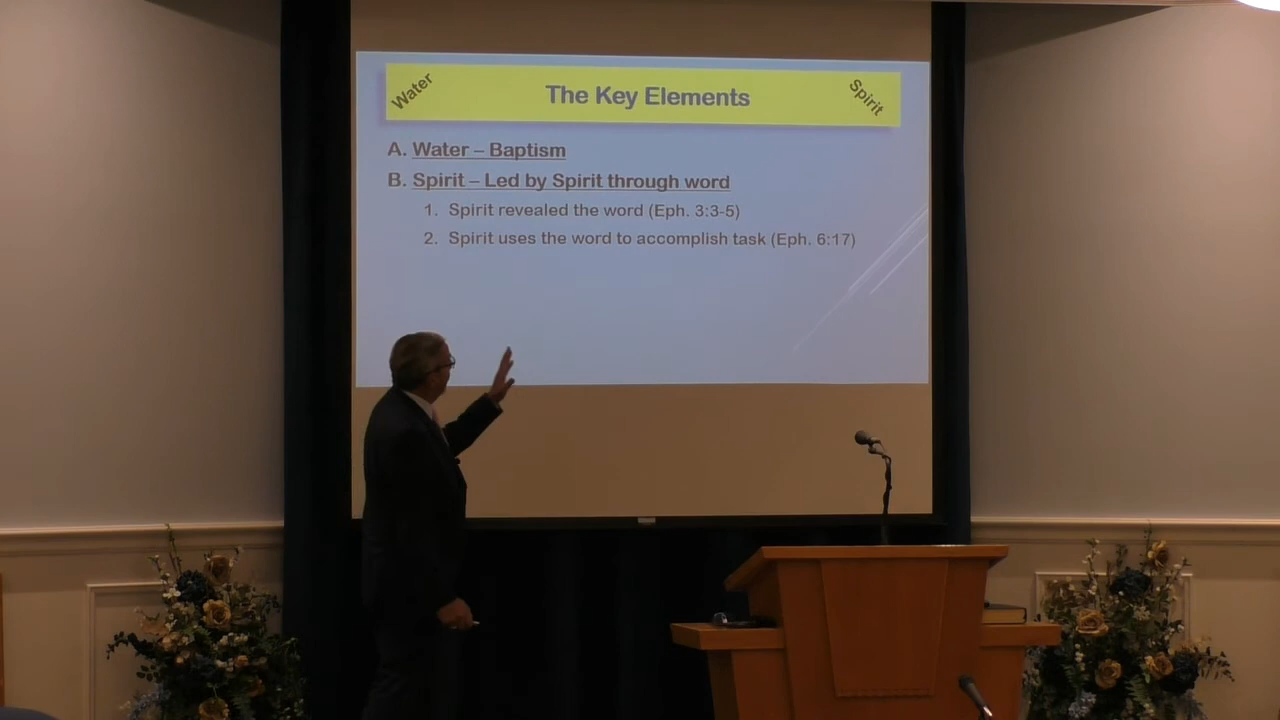 Water
The Key Elements
Spirit
A. Water – Baptism
B. Spirit – Led by Spirit through word
1. Spirit revealed the word (Eph. 3:3-5)
2. Spirit uses the word to accomplish task (Eph. 6:17)